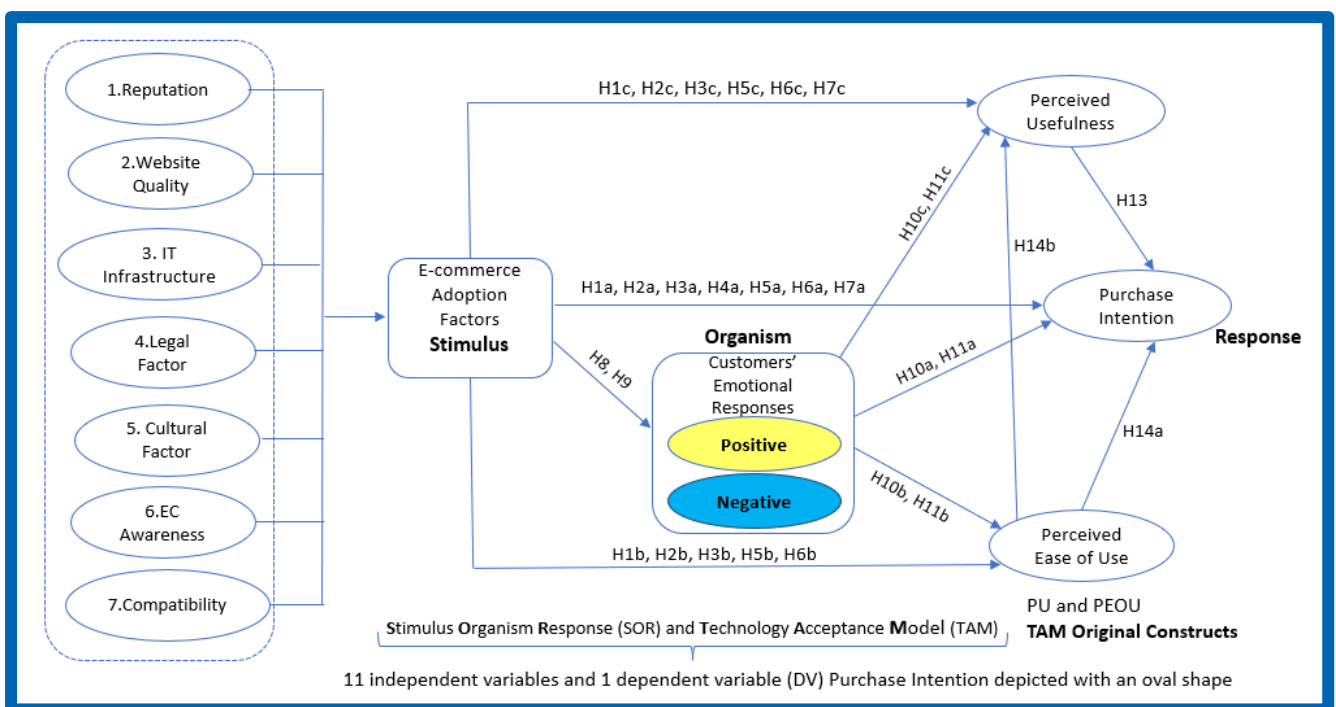 1.Reputation
2.Website
Quality
3. IT
Infrastructure
4.Legal
Factor
5. Cultural
Factor
6.EC
Awareness
7.Compatibility
E-commerce
Adoption
Factors
Stimulus
H1c, H2c, H3c, H5c, H6c, H7c
H1a, H2a, H3a, H4a, H5a, H6a, H7a
H8, H9
H1b, H2b, H3b, H5b, H6b
Organism
Customers’
Emotional
Responses
Positive
Negative
H10c, H11c
H10a, H11a
H10b, H11b
Perceived
Usefulness
H13
H14b
Purchase
Intention
Response
H14a
Perceived
Ease of Use
PU and PEOU
TAM Original Constructs
Stimulus Organism Response (SOR) and Technology Acceptance Model (TAM)
11 independent variables and 1 dependent variable (DV) Purchase Intention depicted with an oval shape